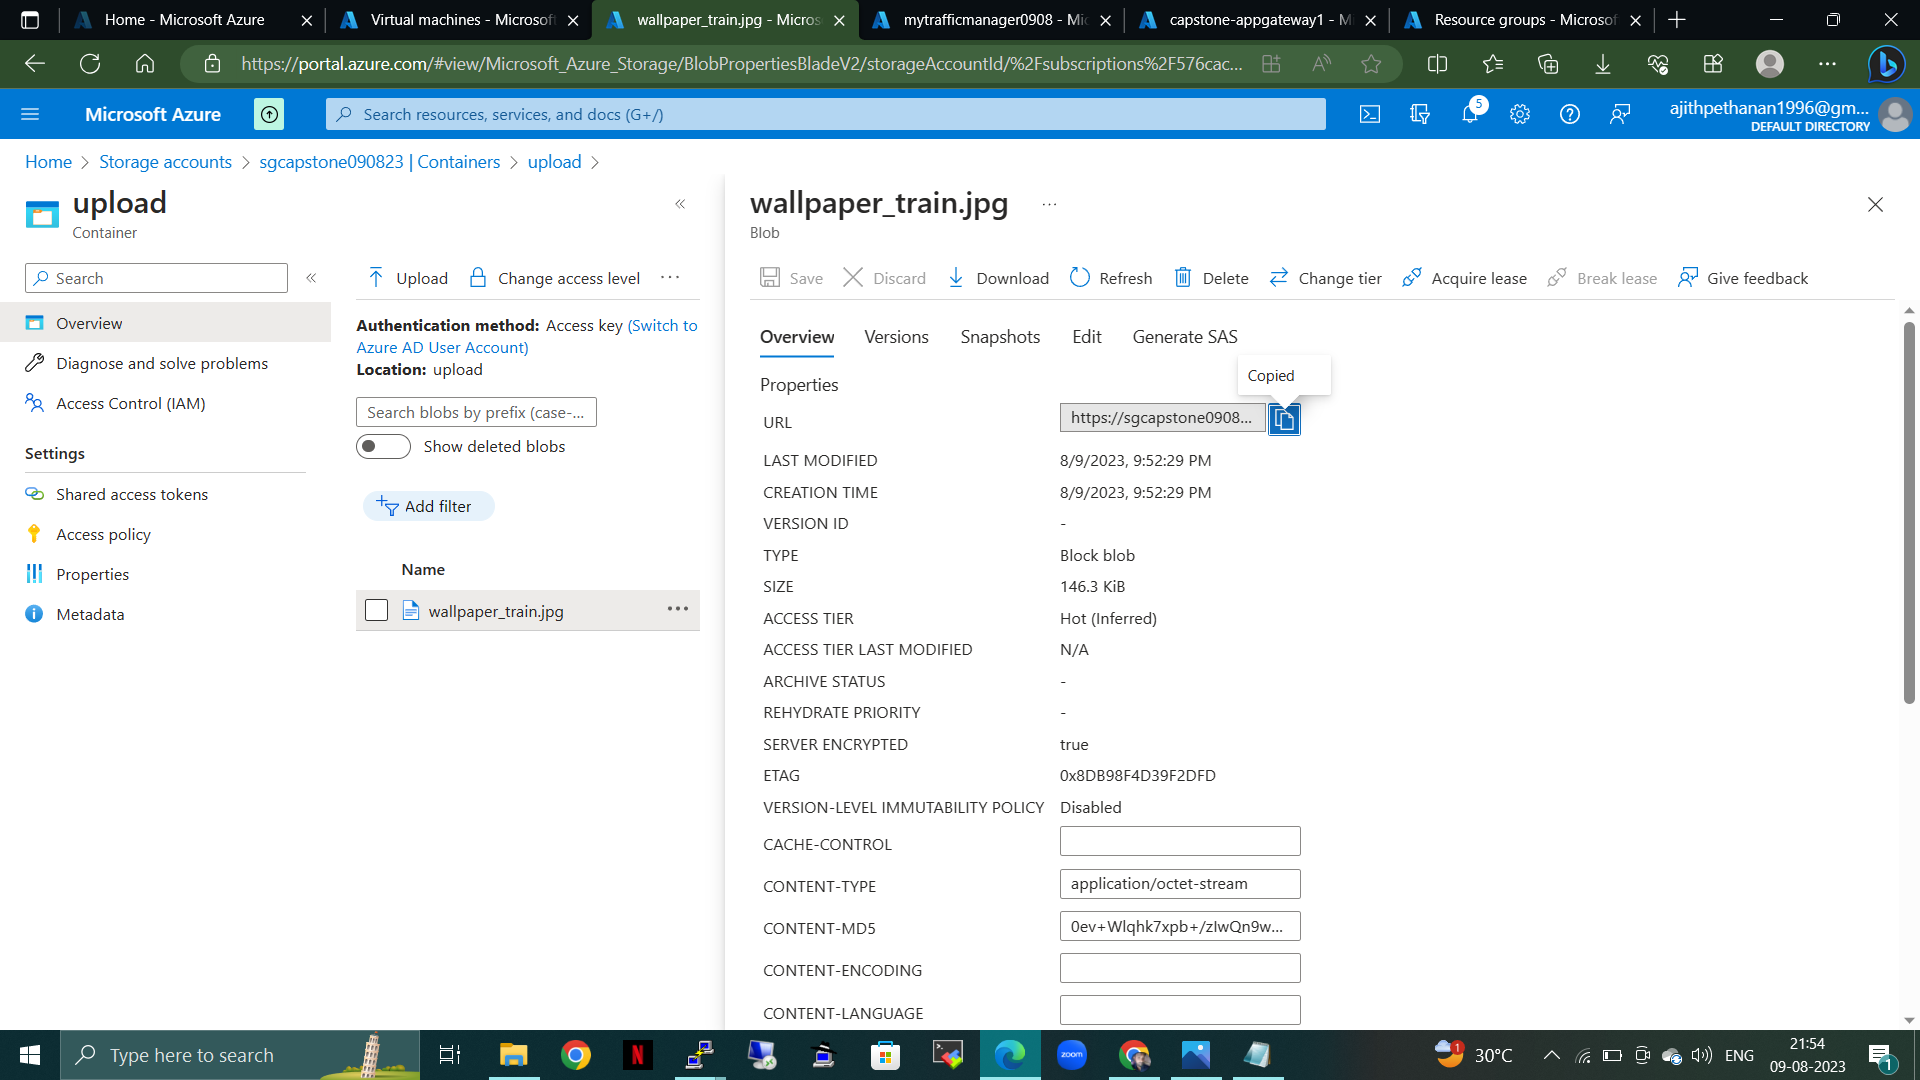 Home - Microsoft Azure
Virtual machines - Microsoft
wallpaper_train.jpg - Micros
mytrafficmanager0908 - Mic
capstone-appgateway1 - M
Resource groups - Microsof
https://portal.azure.com/#view/Microsoft_Azure_Storage/BlobPropertiesBladeV2/storageAccountId/%2Fsubscriptions%2F576cac...
Microsoft Azure
Search resources, services, and docs (G+/)
5
ajithpethanan1996@gm...
DEFAULT DIRECTORY
Home > Storage accounts > sgcapstone090823 | Containers > upload >
upload
Container
Search
Overview
Diagnose and solve problems
Access Control (IAM)
Settings
Shared access tokens
Access policy
Properties
Metadata
Upload
Change access level
Authentication method: Access key (Switch to
Azure AD User Account)
Location: upload
Search blobs by prefix (case-...
Show deleted blobs
Add filter
Name
wallpaper_train.jpg
wallpaper_train.jpg
Blob
Save
Discard
Download
Refresh
Delete
Change tier
Acquire lease
Break lease
Give feedback
Overview
Versions
Snapshots
Edit
Generate SAS
Copied
Properties
URL https://sgcapstone0908...
LAST MODIFIED 8/9/2023, 9:52:29 PM
CREATION TIME 8/9/2023, 9:52:29 PM
VERSION ID -
TYPE Block blob
SIZE 146.3 KiB
ACCESS TIER Hot (Inferred)
ACCESS TIER LAST MODIFIED N/A
ARCHIVE STATUS -
REHYDRATE PRIORITY -
SERVER ENCRYPTED true
ETAG 0x8DB98F4D39F2DFD
VERSION-LEVEL IMMUTABILITY POLICY Disabled
CACHE-CONTROL
CONTENT-TYPE application/octet-stream
CONTENT-MD5 0ev+Wlqhk7xpb+/zIwQn9w...
CONTENT-ENCODING
CONTENT-LANGUAGE
Type here to search
N
zoom
1
30°C
ENG
21:54
09-08-2023
1